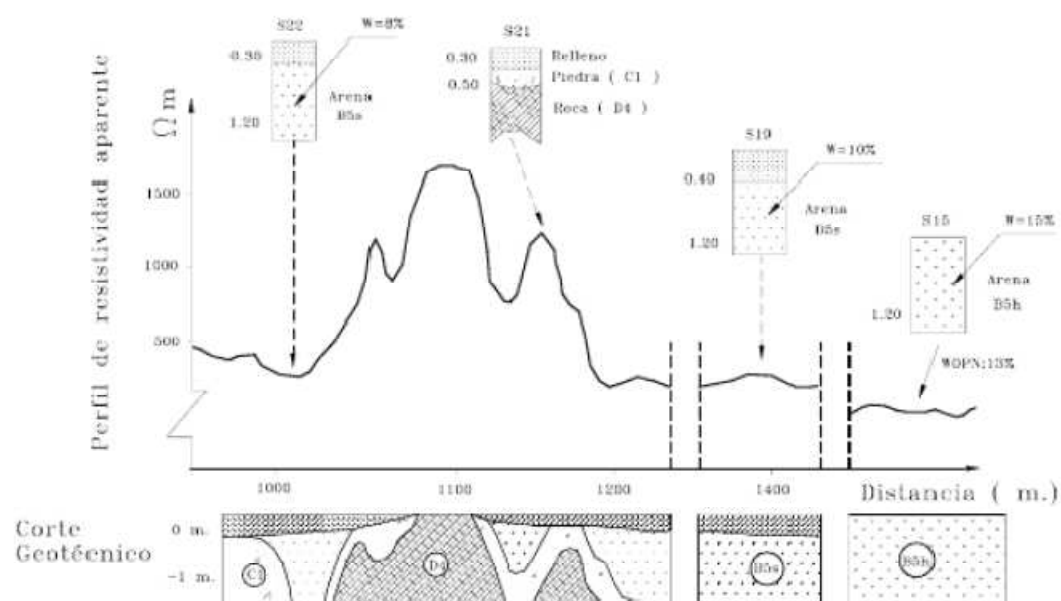 S22
W=8%
0.30
Arena
B5s
1.20
S21
0.30
Relleno
Piedra ( C1 )
0.50
Roca ( D4 )
S19
W=10%
0.40
Arena
1.20
S15
W=15%
Arena
B5h
1.20
WOPN:13%
Perfil de resistividad aparente
Ω m
1500
1000
500
1000
1100
1200
1400
Distancia ( m.)
Corte
Geotécnico
0 m.
-1 m.
C1
D4
B5s
B5h